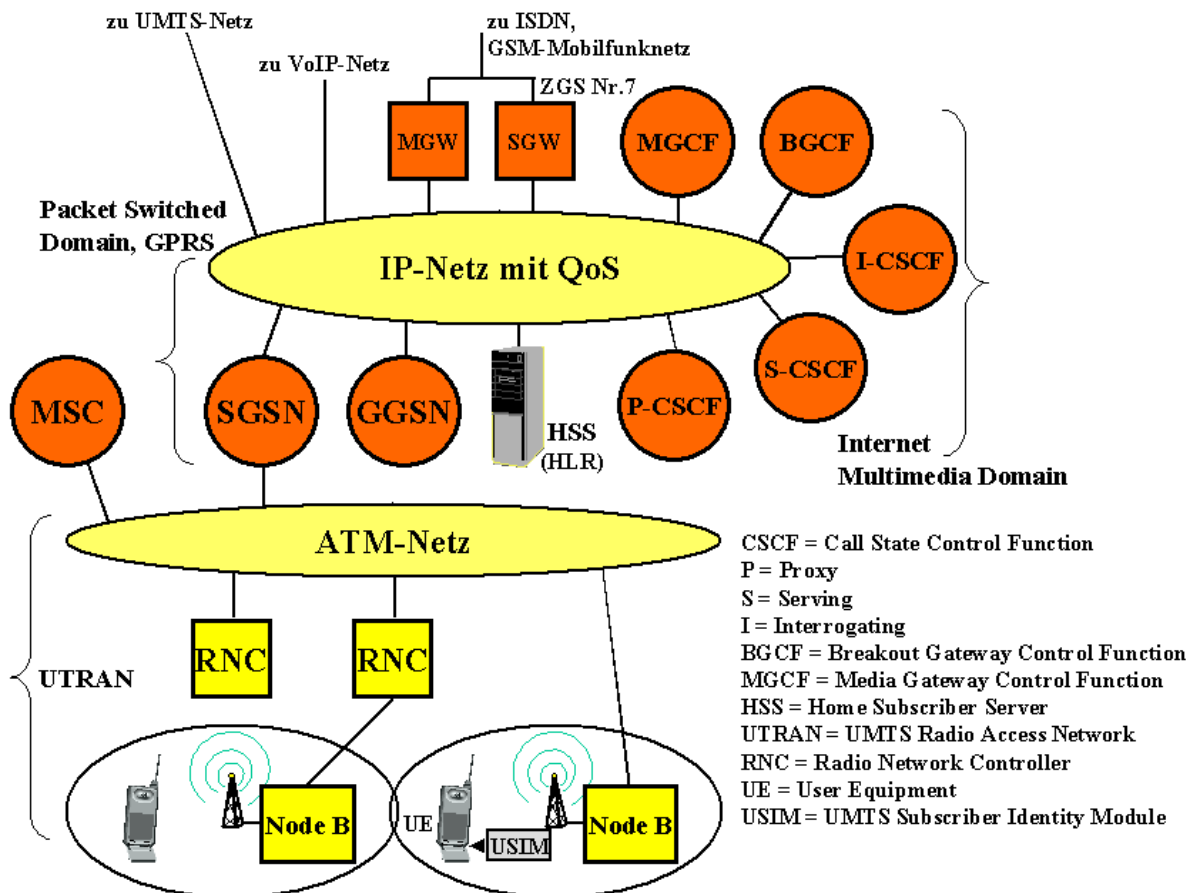 zu UMTS-Netz
zu ISDN,
GSM-Mobilfunknetz
zu VoIP-Netz
ZGS Nr.7
MGW
SGW
MGCF
BGCF
Packet Switched
Domain, GPRS
IP-Netz mit QoS
I-CSCF
S-CSCF
MSC
SGSN
GGSN
P-CSCF
HSS
(HLR)
Internet
Multimedia Domain
ATM-Netz
CSCF = Call State Control Function
P = Proxy
S = Serving
I = Interrogating
BGCF = Breakout Gateway Control Function
MGCF = Media Gateway Control Function
HSS = Home Subscriber Server
UTRAN = UMTS Radio Access Network
RNC = Radio Network Controller
UE = User Equipment
USIM = UMTS Subscriber Identity Module
RNC
RNC
UTRAN
Node B
UE
USIM
Node B